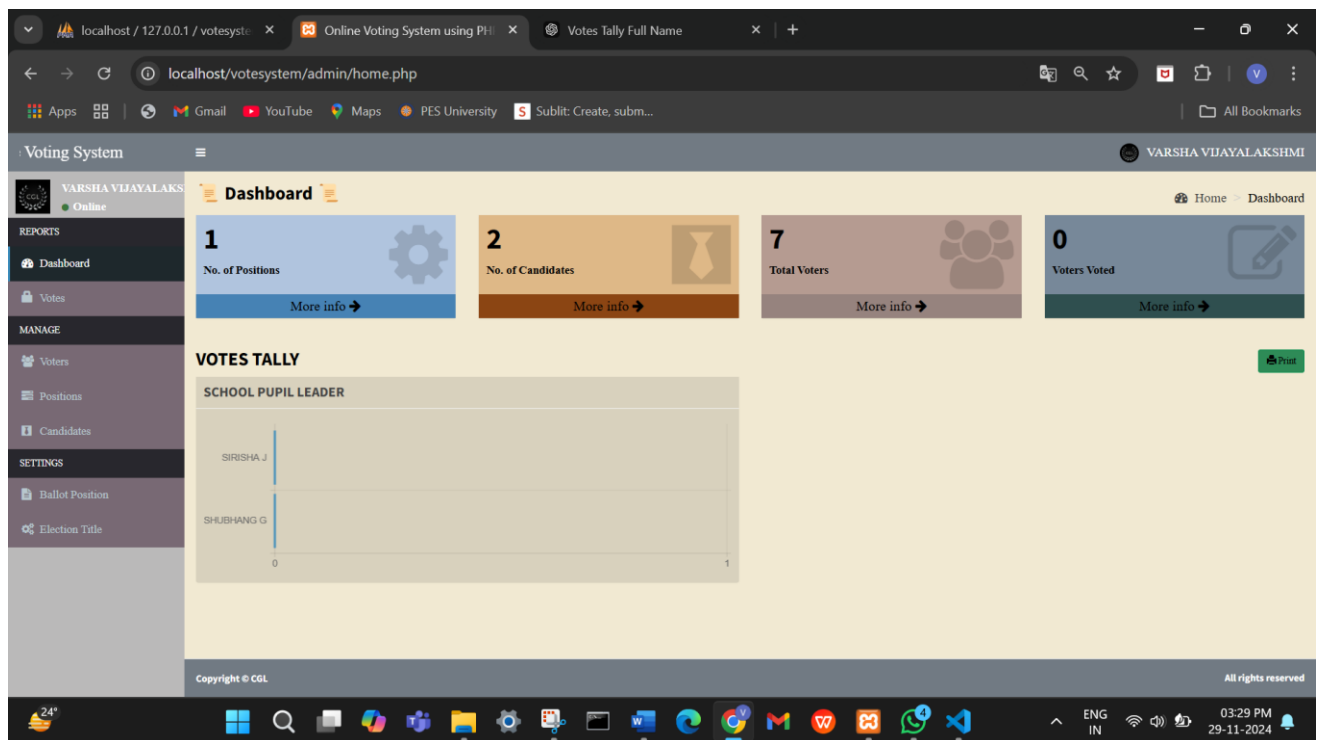 localhost / 127.0.0.1 / votesyste
Online Voting System using PH
Votes Tally Full Name
localhost/votesystem/admin/home.php
Apps
Gmail
YouTube
Maps
PES University
Sublit: Create, subm...
All Bookmarks
Voting System
VARSHA VIJAYALAKSHMI
VARSHA VIJAYALAKS
Online
REPORTS
Dashboard
Votes
MANAGE
Voters
Positions
Candidates
SETTINGS
Ballot Position
Election Title
Dashboard
Home > Dashboard
1
No. of Positions
More info
2
No. of Candidates
More info
7
Total Voters
More info
0
Voters Voted
More info
VOTES TALLY
Print
SCHOOL PUPIL LEADER
SIRISHA J
SHUBHANG G
0 1
Copyright © CGL
All rights reserved
24°
4
ENG
IN
03:29 PM
29-11-2024